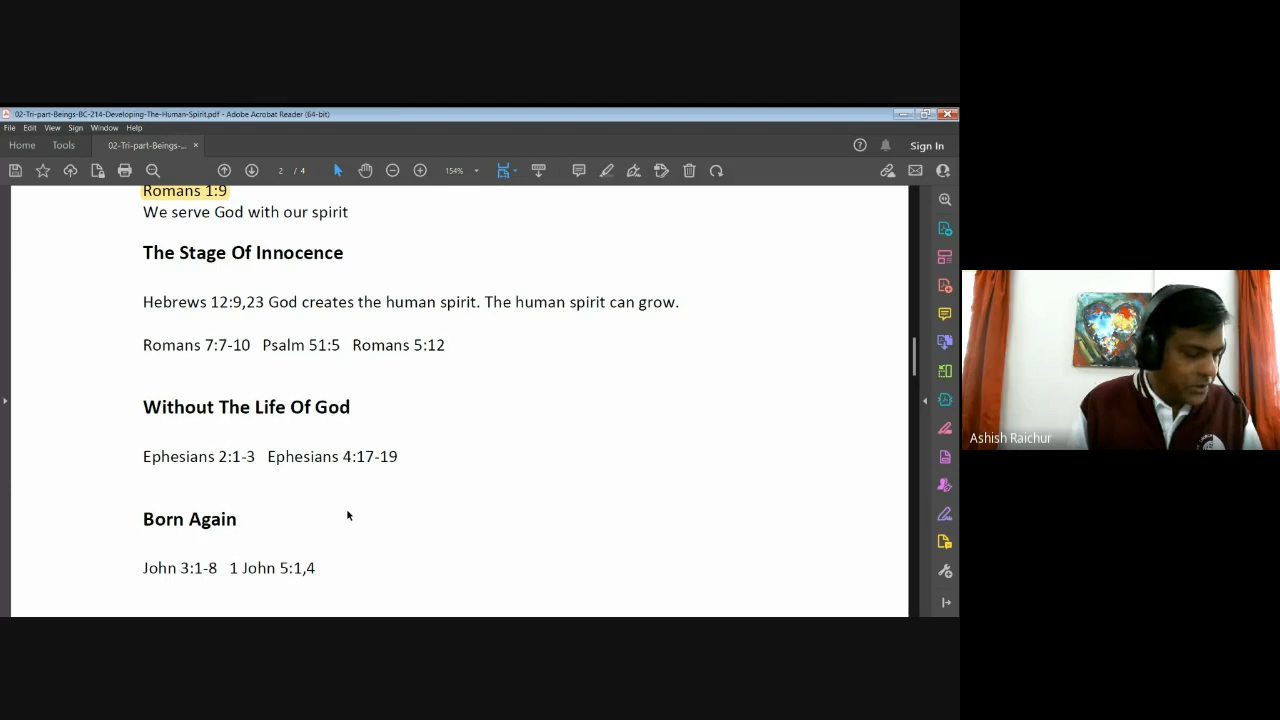 02-Tri-part-Beings-BC-214-Developing-The-Human-Spirit.pdf - Adobe Acrobat Reader (64-bit)
File Edit View Sign Window Help
Home Tools 02-Tri-part-Beings-... × Sign In
2 / 4 154%
Romans 1:9
We serve God with our spirit
The Stage Of Innocence
Hebrews 12:9,23 God creates the human spirit. The human spirit can grow.
Romans 7:7-10 Psalm 51:5 Romans 5:12
Without The Life Of God
Ephesians 2:1-3 Ephesians 4:17-19
Born Again
John 3:1-8 1 John 5:1,4
Ashish Raichur